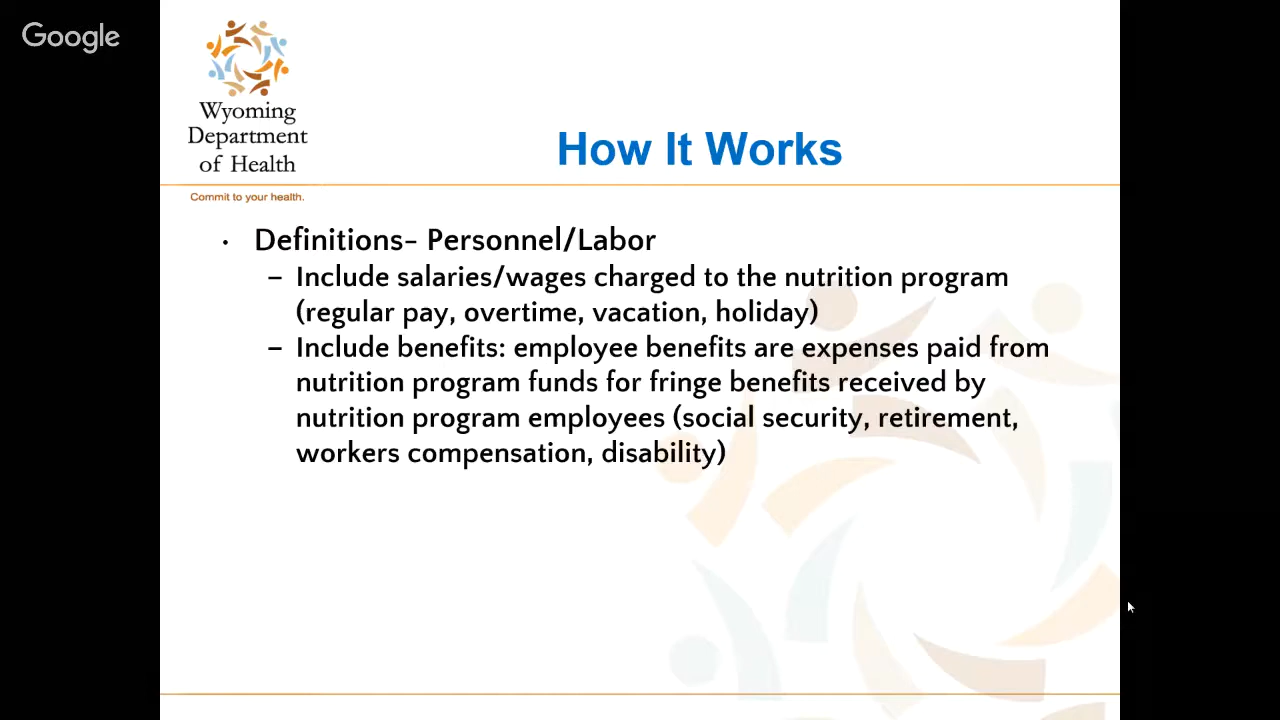 Google
Wyoming
Department
of Health
Commit to your health.
How It Works
• Definitions- Personnel/Labor
– Include salaries/wages charged to the nutrition program
(regular pay, overtime, vacation, holiday)
– Include benefits: employee benefits are expenses paid from
nutrition program funds for fringe benefits received by
nutrition program employees (social security, retirement,
workers compensation, disability)